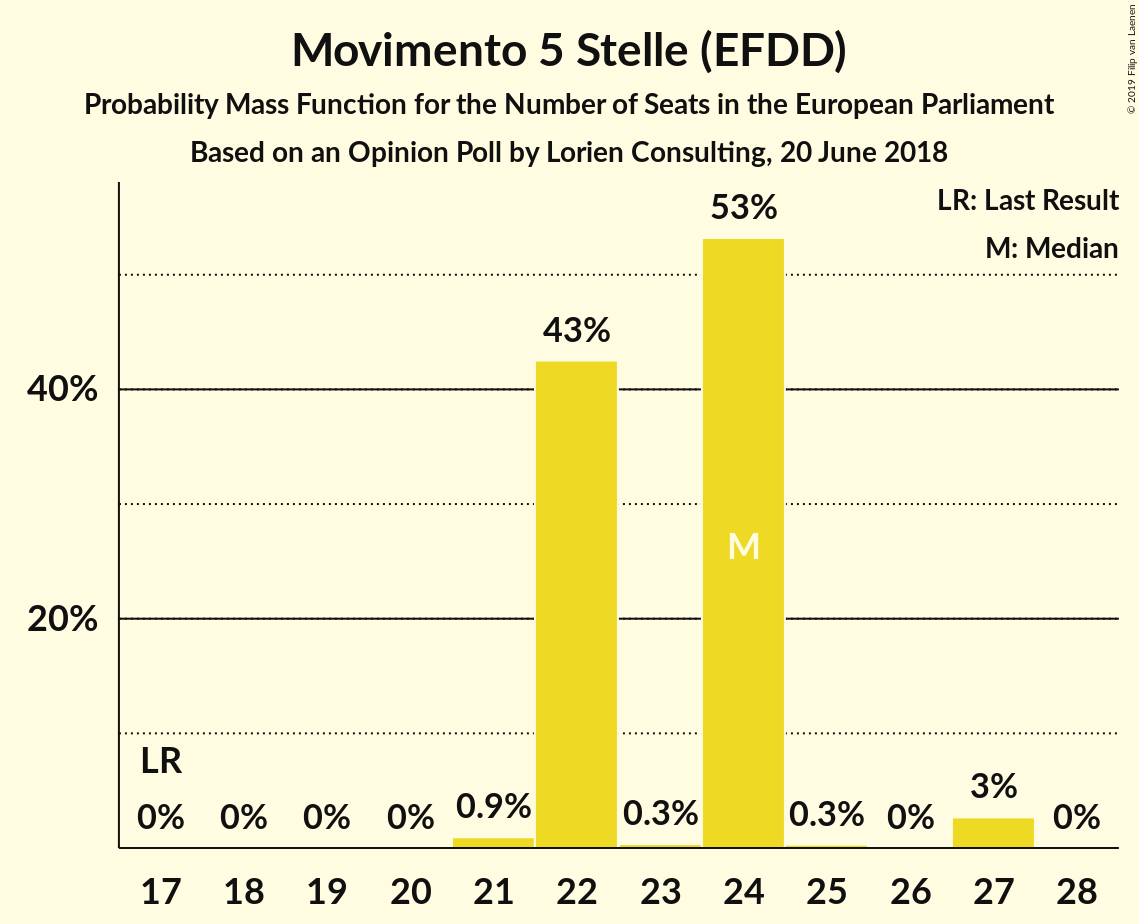 Movimento 5 Stelle (EFDD)
Probability Mass Function for the Number of Seats in the European Parliament
Based on an Opinion Poll by Lorien Consulting, 20 June 2018
© 2019 Filip van Laenen
LR: Last Result
M: Median
53%
43%
40%
M
20%
LR
0% 0% 0% 0% 0.9% 0.3% 0.3% 0% 3% 0%
17 18 19 20 21 22 23 24 25 26 27 28